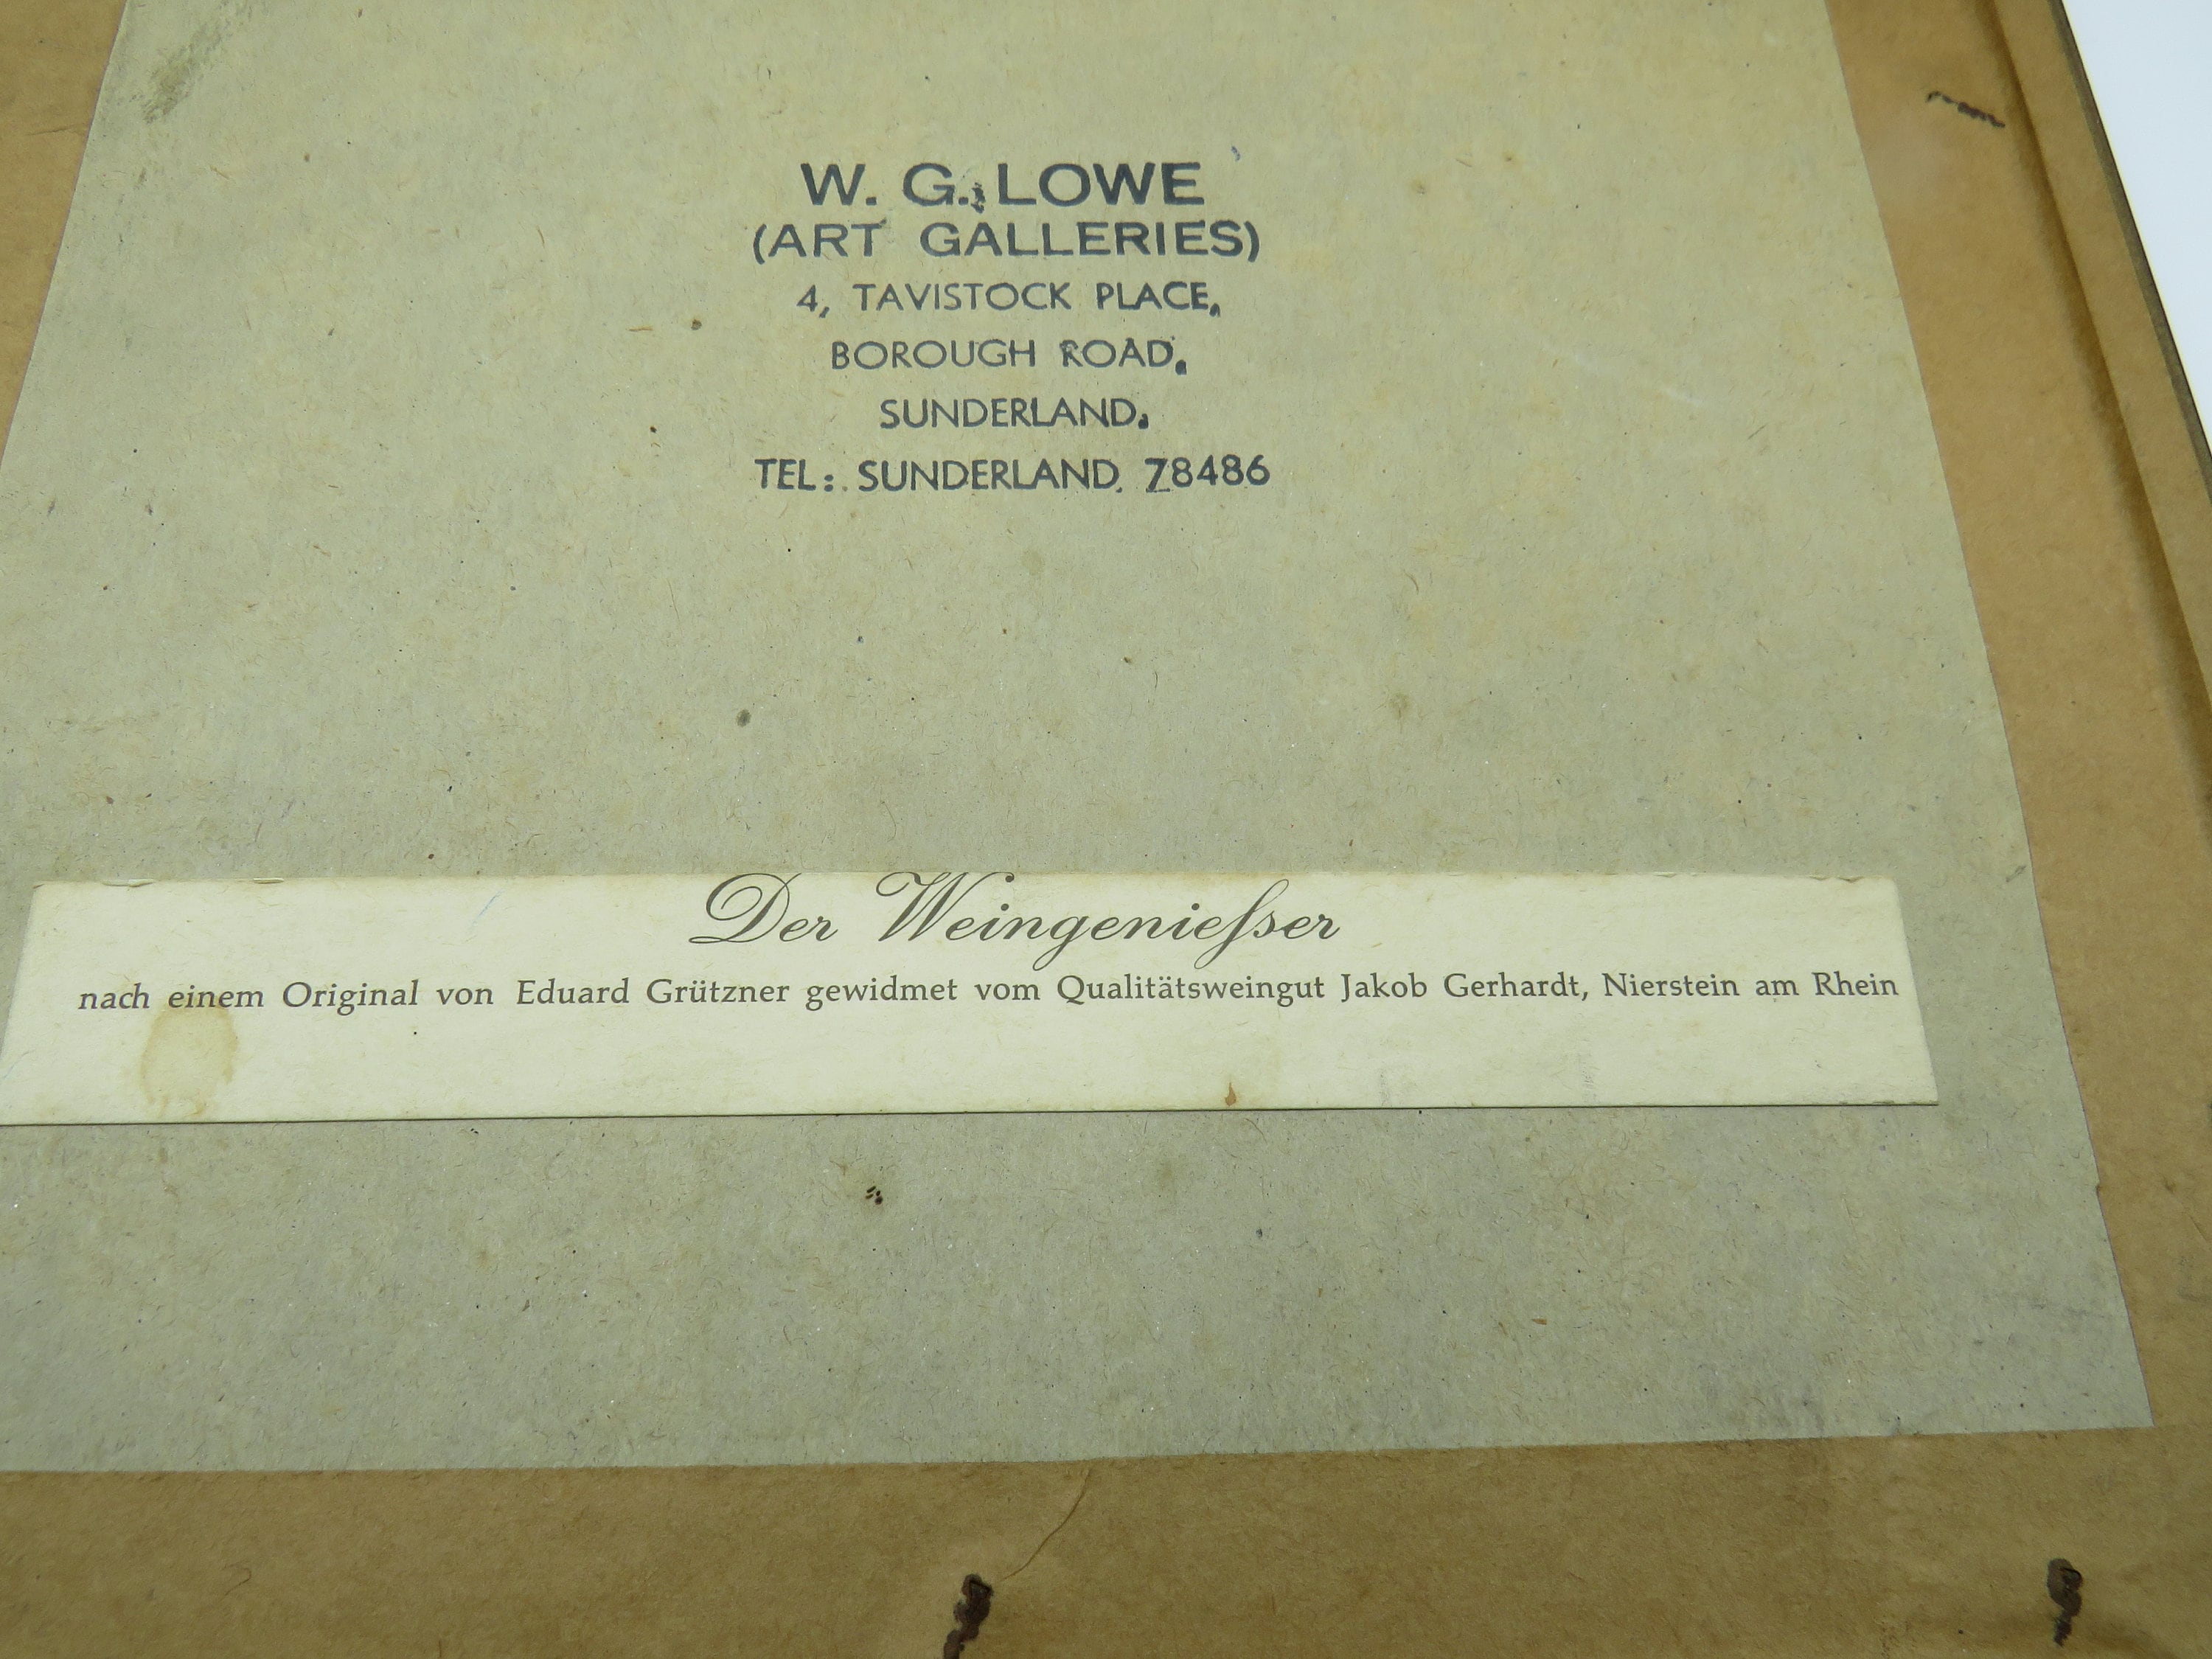 W. G. LOWE
(ART GALLERIES)
4, TAVISTOCK PLACE,
BOROUGH ROAD,
SUNDERLAND.
TEL: SUNDERLAND. 78486
Der Weingenieſser
nach einem Original von Eduard Grützner gewidmet vom Qualitätsweingut Jakob Gerhardt, Nierstein am Rhein